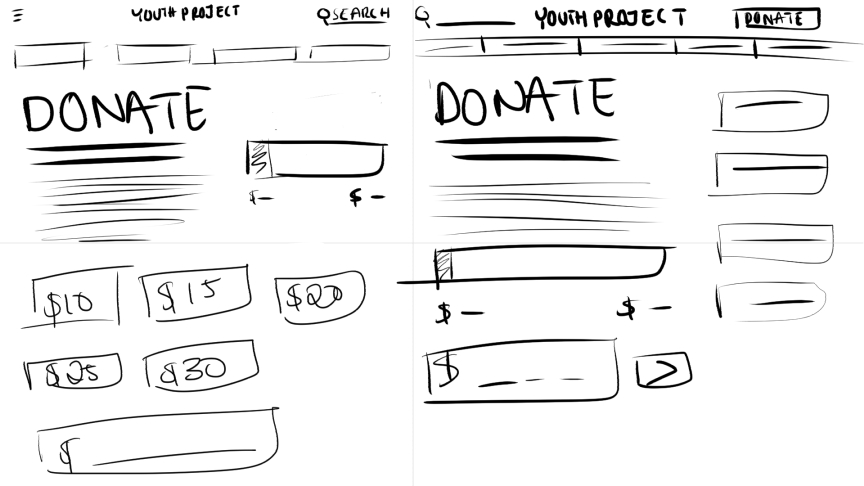 YOUTH PROJECT
SEARCH
DONATE
$
$
$10
$15
$20
$25
$30
$
YOUTH PROJECT
DONATE
DONATE
$
$
$
>